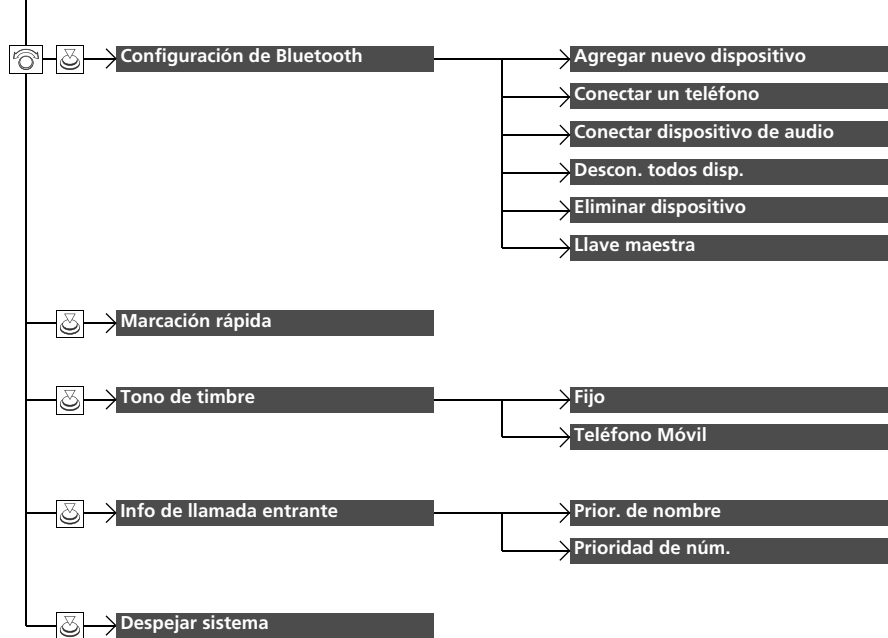 Configuración de Bluetooth
Agregar nuevo dispositivo
Conectar un teléfono
Conectar dispositivo de audio
Descon. todos disp.
Eliminar dispositivo
Llave maestra
Marcación rápida
Tono de timbre
Fijo
Teléfono Móvil
Info de llamada entrante
Prior. de nombre
Prioridad de núm.
Despejar sistema